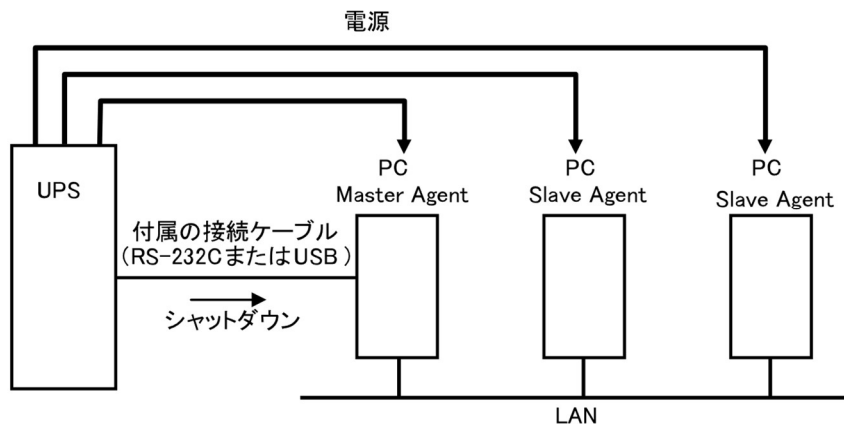 電源
UPS
PC
Master Agent
PC
Slave Agent
PC
Slave Agent
付属の接続ケーブル
（RS-232CまたはUSB）
シャットダウン
LAN